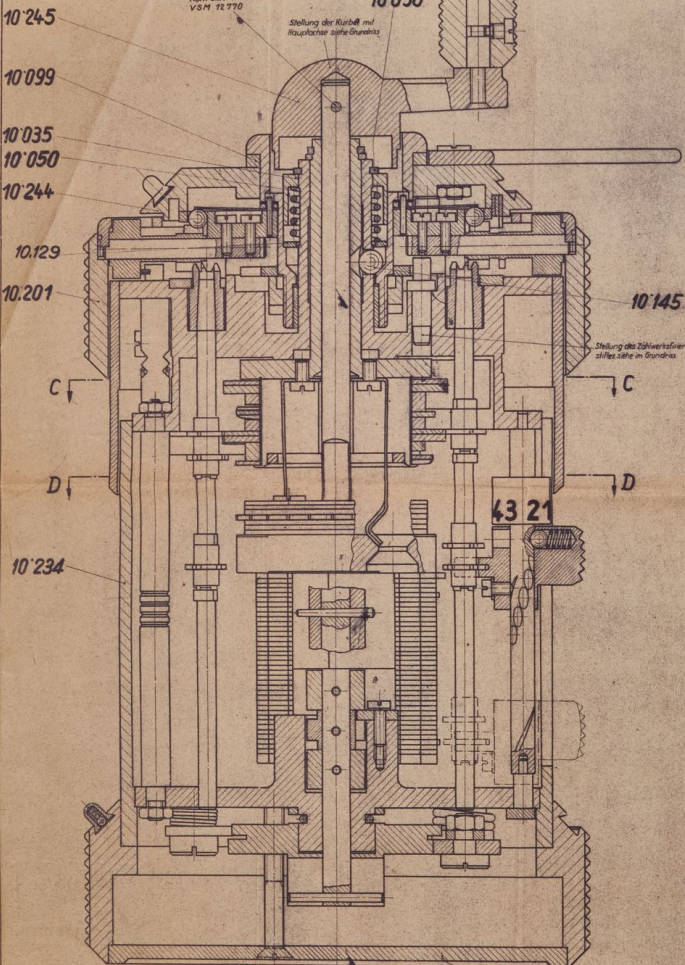 10.245
VSM 12770
Stellung der Kurbel mit
Hauptachse siehe Grundriss
10.099
10.035
10.050
10.244
10.129
10.201
10.145
Stellung des Zählwerksfixier
stiftes siehe im Grundriss
C
C
D
D
43 21
10.234